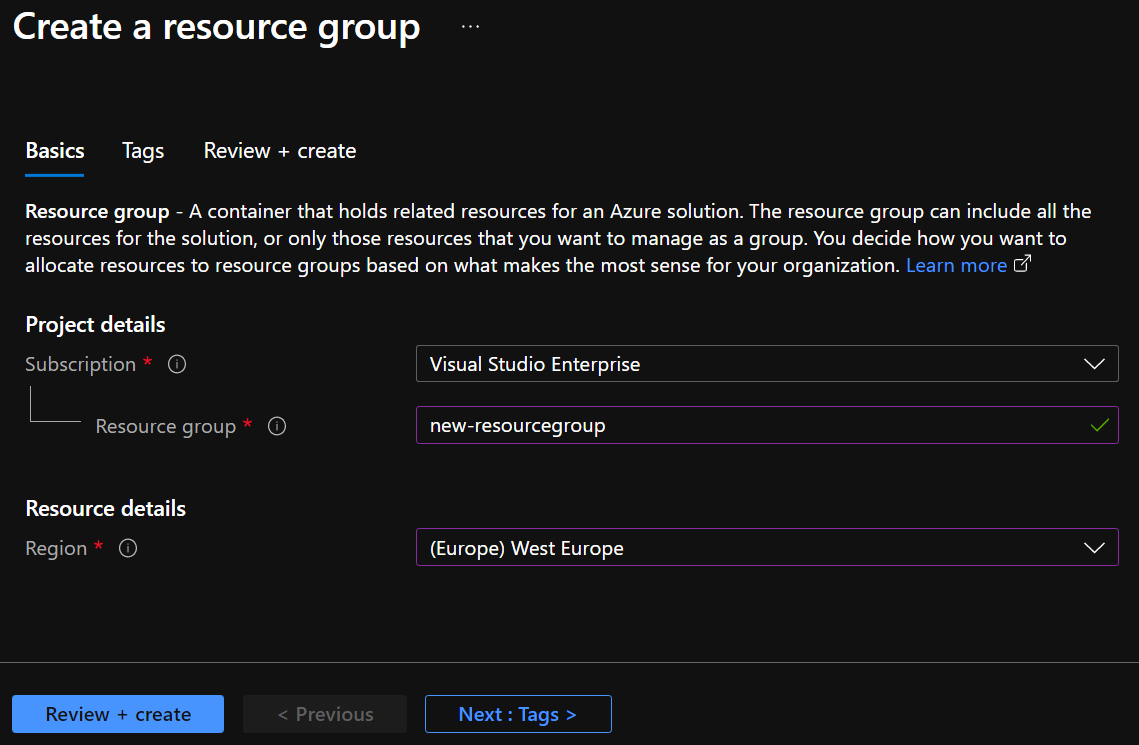 Create a resource group ...
Basics Tags Review + create
Resource group - A container that holds related resources for an Azure solution. The resource group can include all the
resources for the solution, or only those resources that you want to manage as a group. You decide how you want to
allocate resources to resource groups based on what makes the most sense for your organization. Learn more
Project details
Subscription * Visual Studio Enterprise
Resource group * new-resourcegroup
Resource details
Region * (Europe) West Europe
Review + create < Previous Next : Tags >